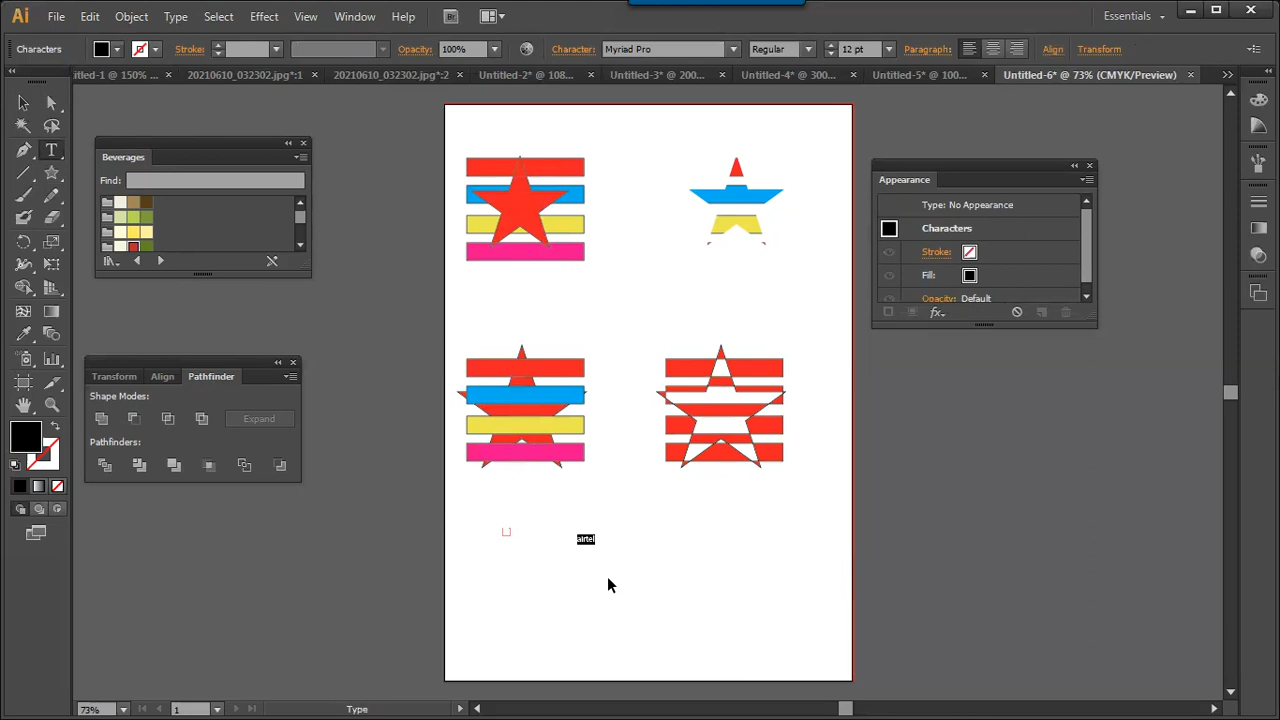 Ai File Edit Object Type Select Effect View Window Help Br Essentials
Characters Stroke: Opacity: 100% Character: Myriad Pro Regular 12 pt Paragraph: Align Transform
itled-1 @ 150% ... 20210610_032302.jpg*:1 20210610_032302.jpg*:2 Untitled-2* @ 108... Untitled-3* @ 200... Untitled-4* @ 300... Untitled-5* @ 100... Untitled-6* @ 73% (CMYK/Preview)
Beverages
Find:
Appearance
Type: No Appearance
Characters
Stroke:
Fill:
Opacity: Default
fx
Transform Align Pathfinder
Shape Modes:
Expand
Pathfinders:
airtel
73% 1 Type